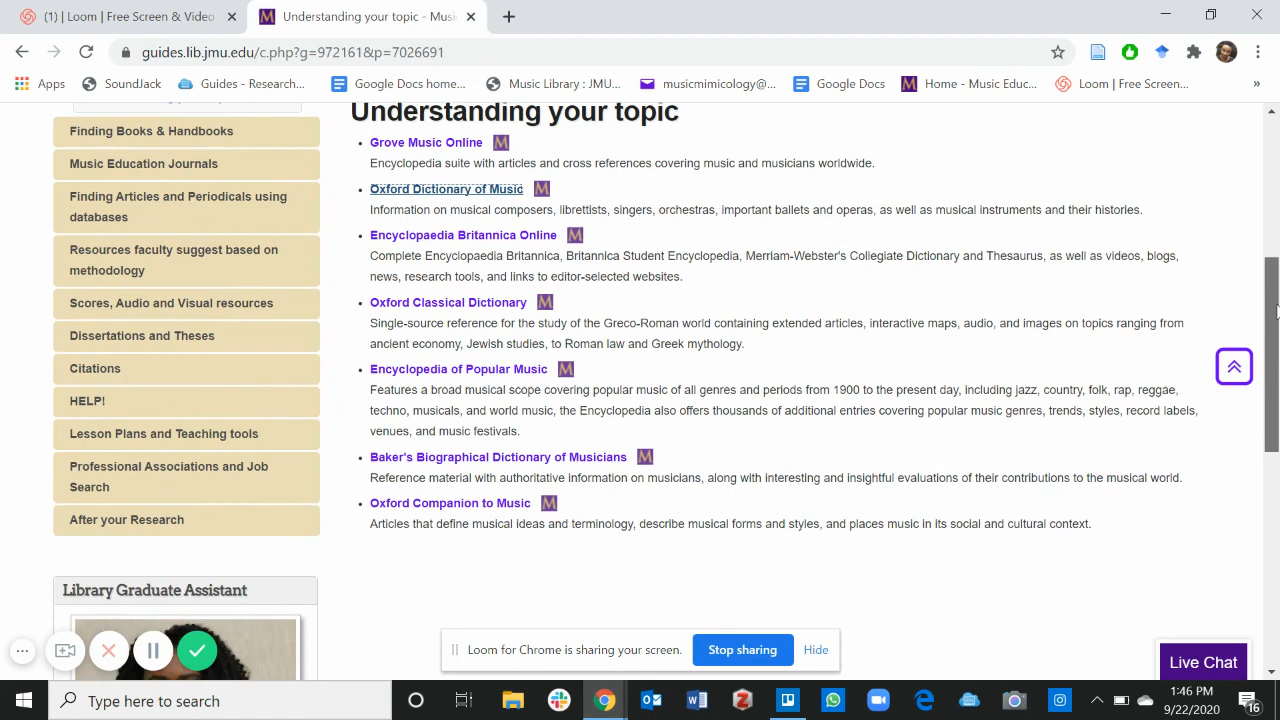 (1) Loom | Free Screen & Video
Understanding your topic - Musi
guides.lib.jmu.edu/c.php?g=972161&p=7026691
Apps
SoundJack
Guides - Research...
Google Docs home...
Music Library : JMU...
musicmimicology@...
Google Docs
Home - Music Educ...
Loom | Free Screen...
Understanding your topic
Finding Books & Handbooks
Music Education Journals
Finding Articles and Periodicals using
databases
Resources faculty suggest based on
methodology
Scores, Audio and Visual resources
Dissertations and Theses
Citations
HELP!
Lesson Plans and Teaching tools
Professional Associations and Job
Search
After your Research
Library Graduate Assistant
Grove Music Online
Encyclopedia suite with articles and cross references covering music and musicians worldwide.
Oxford Dictionary of Music
Information on musical composers, librettists, singers, orchestras, important ballets and operas, as well as musical instruments and their histories.
Encyclopaedia Britannica Online
Complete Encyclopaedia Britannica, Britannica Student Encyclopedia, Merriam-Webster's Collegiate Dictionary and Thesaurus, as well as videos, blogs,
news, research tools, and links to editor-selected websites.
Oxford Classical Dictionary
Single-source reference for the study of the Greco-Roman world containing extended articles, interactive maps, audio, and images on topics ranging from
ancient economy, Jewish studies, to Roman law and Greek mythology.
Encyclopedia of Popular Music
Features a broad musical scope covering popular music of all genres and periods from 1900 to the present day, including jazz, country, folk, rap, reggae,
techno, musicals, and world music, the Encyclopedia also offers thousands of additional entries covering popular music genres, trends, styles, record labels,
venues, and music festivals.
Baker's Biographical Dictionary of Musicians
Reference material with authoritative information on musicians, along with interesting and insightful evaluations of their contributions to the musical world.
Oxford Companion to Music
Articles that define musical ideas and terminology, describe musical forms and styles, and places music in its social and cultural context.
Loom for Chrome is sharing your screen.
Stop sharing
Hide
Live Chat
Type here to search
1:46 PM
9/22/2020
16